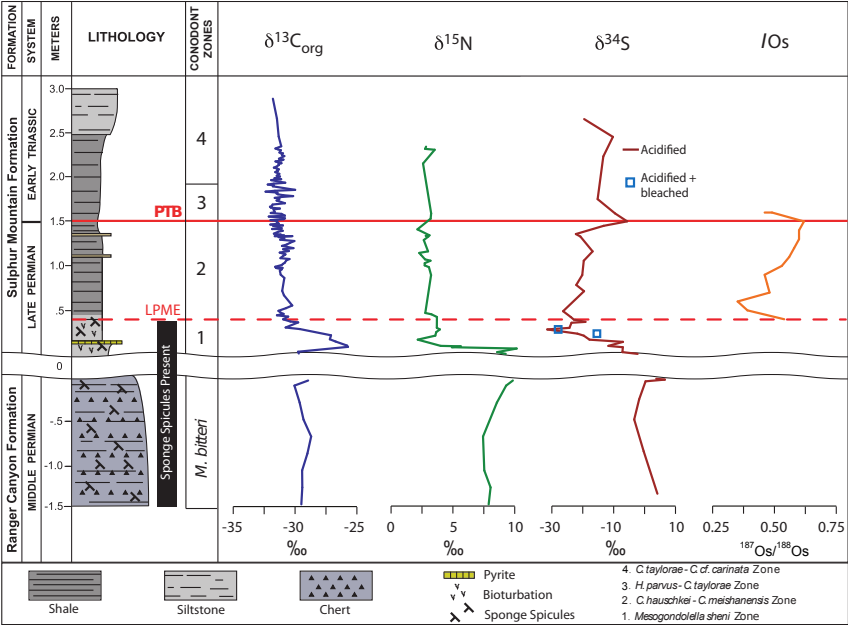 FORMATION
SYSTEM
METERS
LITHOLOGY
CONODONT
ZONES
δ13Corg
δ15N
δ34S
IOs
Sulphur Mountain Formation
EARLY TRIASSIC
LATE PERMIAN
Ranger Canyon Formation
MIDDLE PERMIAN
3.0
2.5
2.0
1.5
1.0
.5
0
-.5
-1.0
-1.5
PTB
LPME
Sponge Spicules Present
4
3
2
1
M. bitteri
Acidified
Acidified +
bleached
-35
-30
-25
‰
0
5
10
‰
-30
-10
10
‰
0.25
0.50
0.75
187Os/188Os
Shale
Siltstone
Chert
Pyrite
Bioturbation
Sponge Spicules
4. C.taylorae - C.cf. carinata Zone
3. H.parvus - C.taylorae Zone
2. C.hauschkei - C.meishanensis Zone
1. Mesogondolella sheni Zone